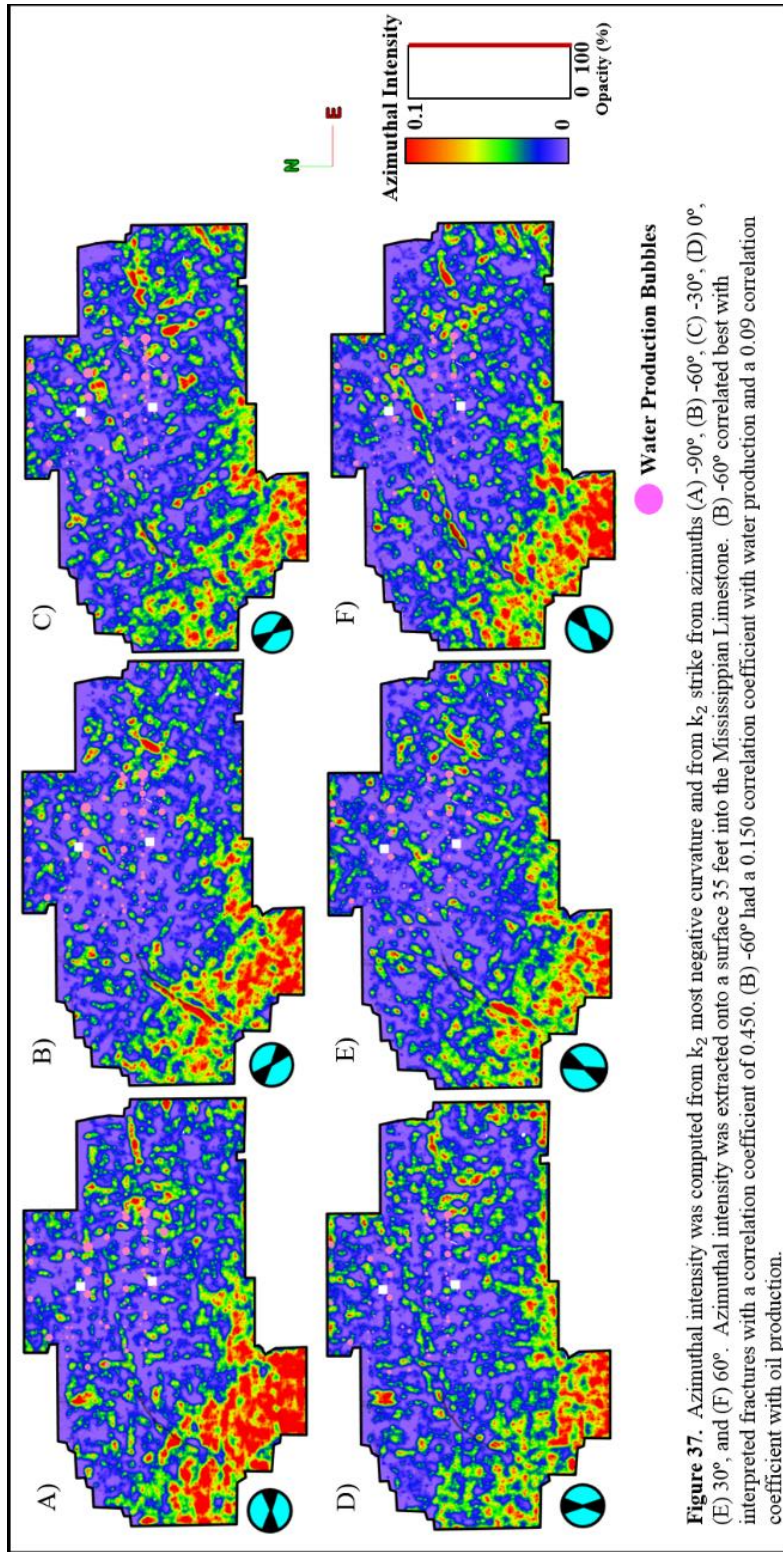 A)
B)
C)
D)
E)
F)
N
E
Azimuthal Intensity
0.1
0
0 100
Opacity (%)
Water Production Bubbles
Figure 37. Azimuthal intensity was computed from k₂ most negative curvature and from k₂ strike from azimuths (A) -90º, (B) -60º, (C) -30º, (D) 0º,
(E) 30º, and (F) 60º. Azimuthal intensity was extracted onto a surface 35 feet into the Mississippian Limestone. (B) -60º correlated best with
interpreted fractures with a correlation coefficient of 0.450. (B) -60º had a 0.150 correlation coefficient with water production and a 0.09 correlation
coefficient with oil production.